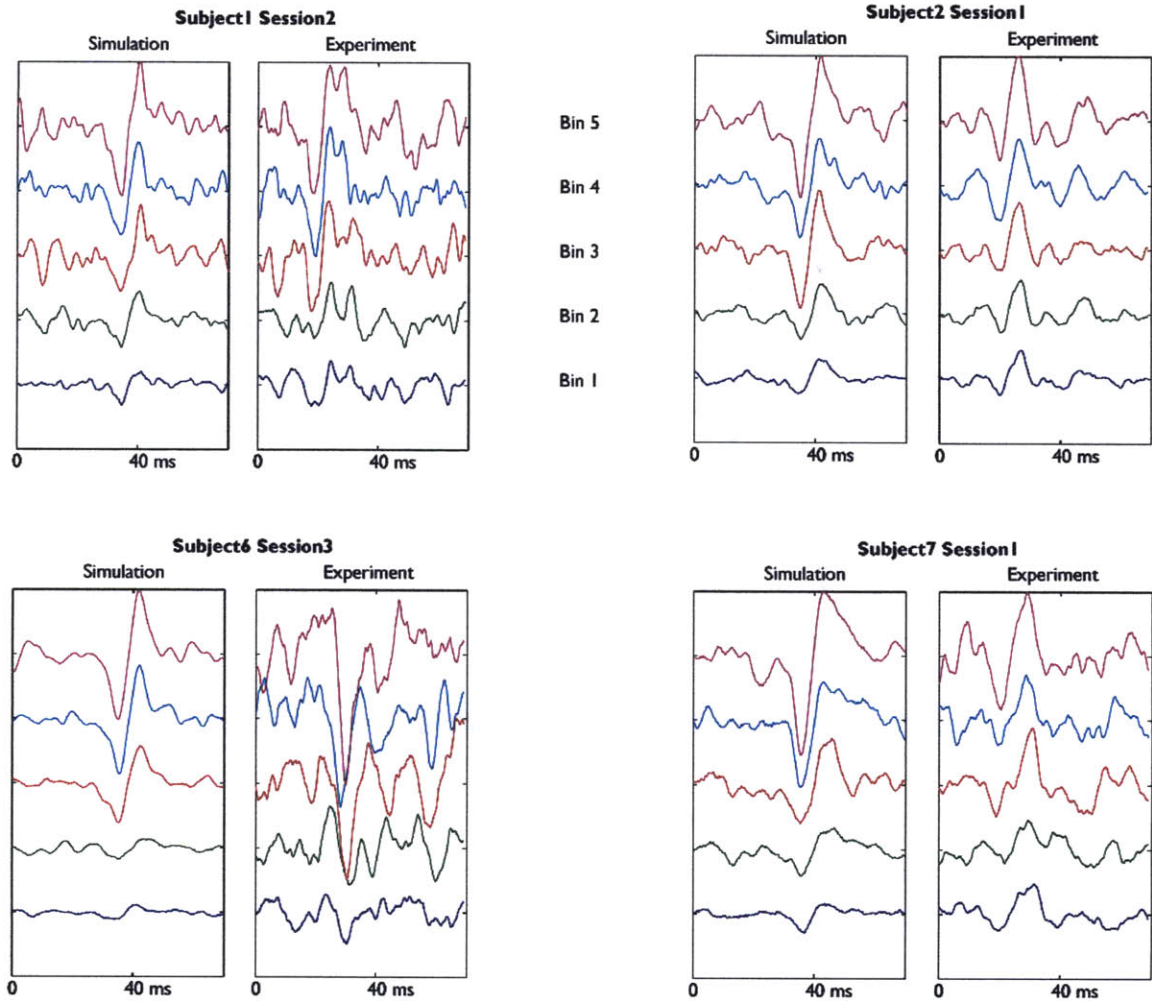 Subject1 Session2
Simulation Experiment
Bin 5
Bin 4
Bin 3
Bin 2
Bin 1
0 40 ms 0 40 ms
Subject2 Session1
Simulation Experiment
0 40 ms 0 40 ms
Subject6 Session3
Simulation Experiment
0 40 ms 0 40 ms
Subject7 Session1
Simulation Experiment
0 40 ms 0 40 ms